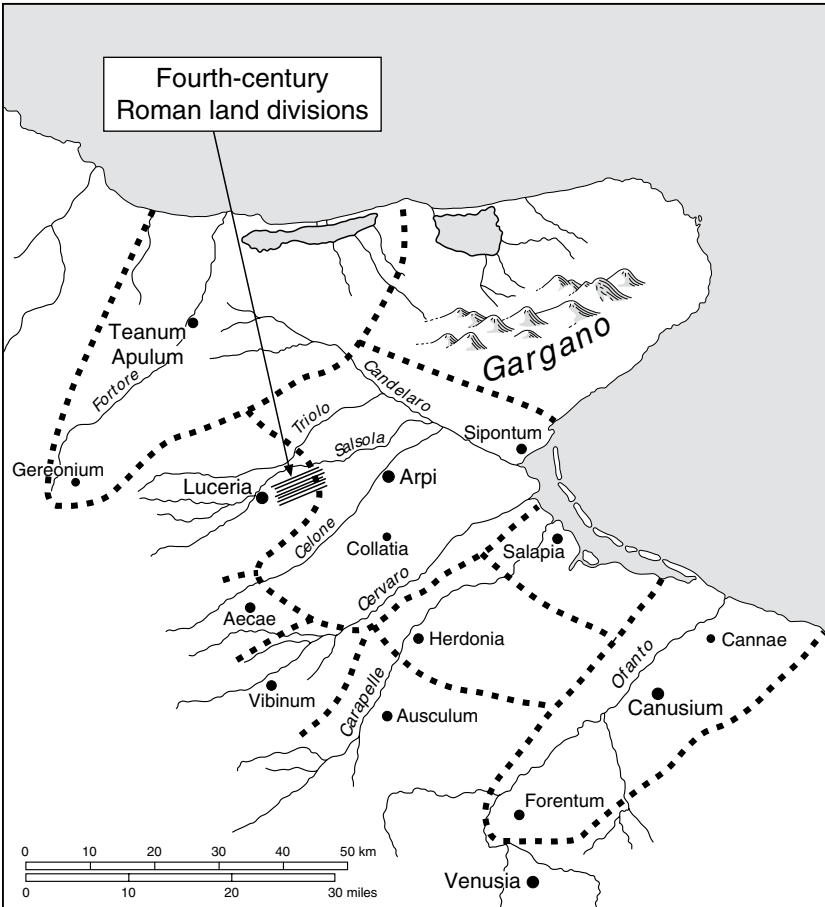 Fourth-century
Roman land divisions
Gargano
Teanum
Apulum
Fortore
Candelaro
Triolo
Salsola
Sipontum
Gereonium
Luceria
Arpi
Celone
Collatia
Salapia
Cervaro
Aecae
Herdonia
Ofanto
Cannae
Vibinum
Carapelle
Ausculum
Canusium
Forentum
Venusia
0 10 20 30 40 50 km
0 10 20 30 miles